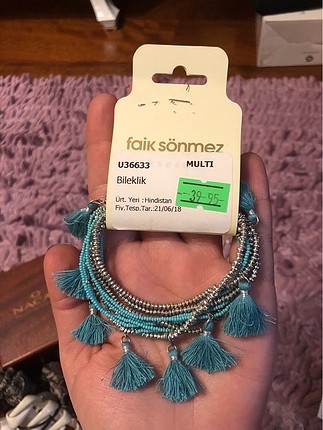 faik sönmez
U36633 MULTI
Bileklik
39-95
Ürt. Yeri : Hindistan
Fiy.Tesp.Tar.:21/06/18